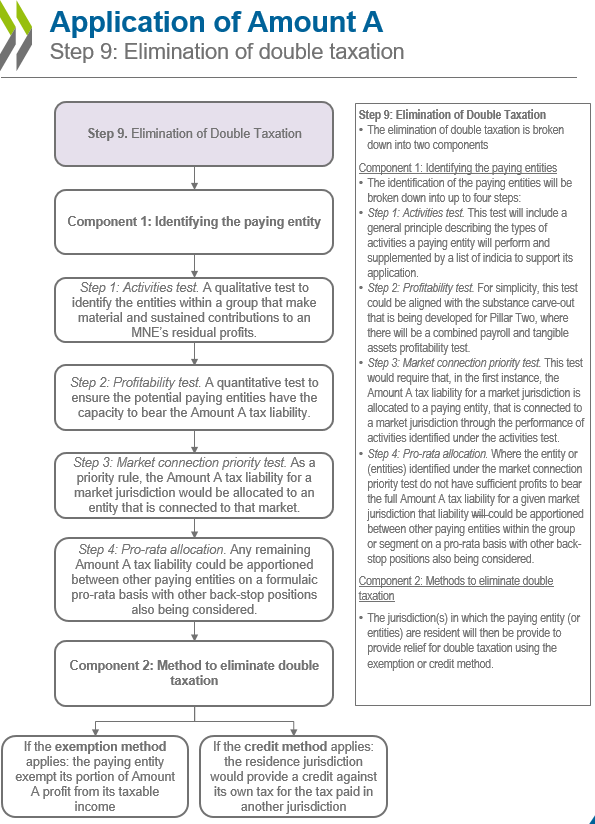 Application of Amount A
Step 9: Elimination of double taxation
Step 9. Elimination of Double Taxation
Component 1: Identifying the paying entity
Step 1: Activities test. A qualitative test to
identify the entities within a group that make
material and sustained contributions to an
MNE's residual profits.
Step 2: Profitability test. A quantitative test to
ensure the potential paying entities have the
capacity to bear the Amount A tax liability.
Step 3: Market connection priority test. As a
priority rule, the Amount A tax liability for a
market jurisdiction would be allocated to an
entity that is connected to that market.
Step 4: Pro-rata allocation. Any remaining
Amount A tax liability could be apportioned
between other paying entities on a formulaic
pro-rata basis with other back-stop positions
also being considered.
Component 2: Method to eliminate double
taxation
If the exemption method
applies: the paying entity
exempt its portion of Amount
A profit from its taxable
income
If the credit method applies:
the residence jurisdiction
would provide a credit against
its own tax for the tax paid in
another jurisdiction
Step 9: Elimination of Double Taxation
• The elimination of double taxation is broken
down into two components
Component 1: Identifying the paying entities
• The identification of the paying entities will be
broken down into up to four steps:
• Step 1: Activities test. This test will include a
general principle describing the types of
activities a paying entity will perform and
supplemented by a list of indicia to support its
application.
• Step 2: Profitability test. For simplicity, this test
could be aligned with the substance carve-out
that is being developed for Pillar Two, where
there will be a combined payroll and tangible
assets profitability test.
• Step 3: Market connection priority test. This test
would require that, in the first instance, the
Amount A tax liability for a market jurisdiction is
allocated to a paying entity, that is connected to
a market jurisdiction through the performance of
activities identified under the activities test.
• Step 4: Pro-rata allocation. Where the entity or
(entities) identified under the market connection
priority test do not have sufficient profits to bear
the full Amount A tax liability for a given market
jurisdiction that liability will could be apportioned
between other paying entities within the group
or segment on a pro-rata basis with other back-
stop positions also being considered.
Component 2: Methods to eliminate double
taxation
• The jurisdiction(s) in which the paying entity (or
entities) are resident will then be provide to
provide relief for double taxation using the
exemption or credit method.